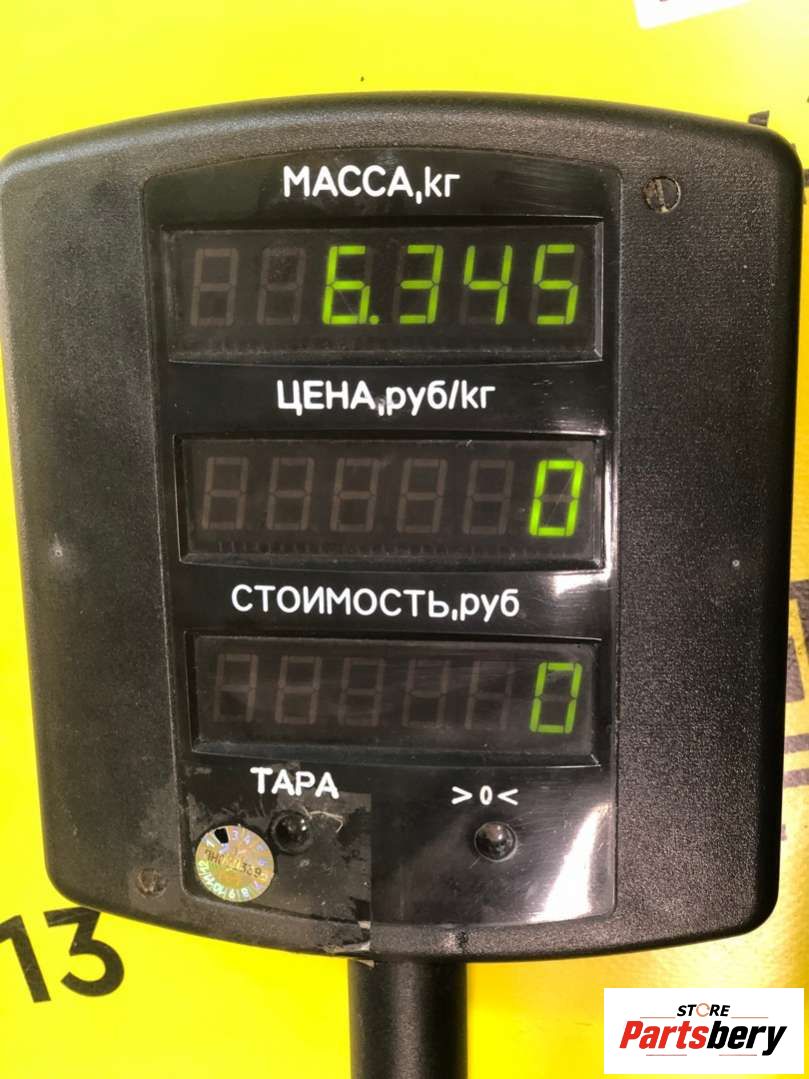 МАССА,кг
6.345
ЦЕНА,руб/кг
0
СТОИМОСТЬ,руб
0
ТАРА >0<
13
STORE
Partsbery